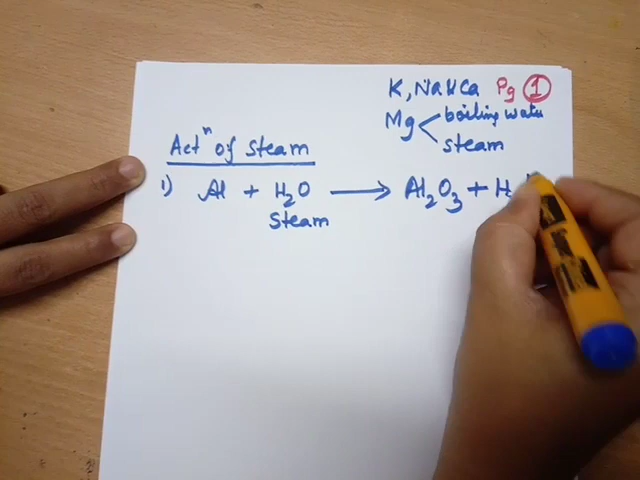 K, Na & Ca Pg 1
Mg < boiling water
steam
Actⁿ of steam
1) Al + H₂O ⟶ Al₂O₃ + H
Steam